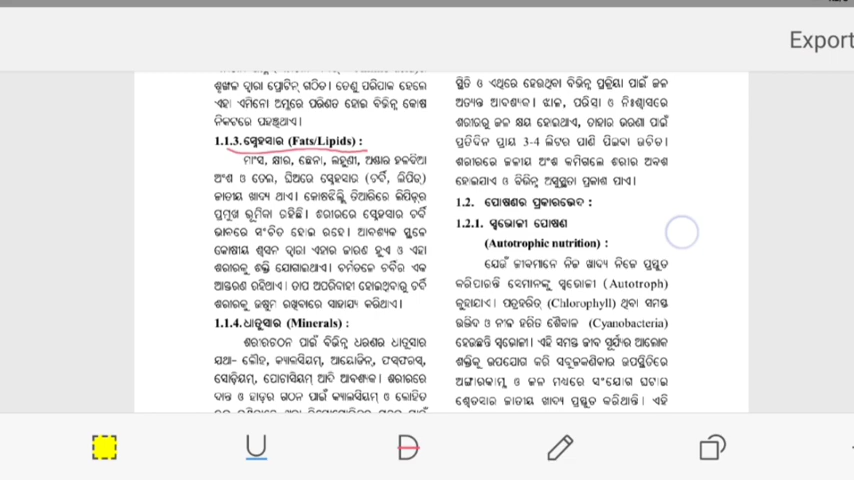 Export
ଶୃଙ୍ଖଳ ଦ୍ୱାରା ପ୍ରୋଟିନ୍ ଗଠିତ। ତେଣୁ ପରିପାକ ହେଲେ
ଏହା ଏମିନୋ ଅମ୍ଳରେ ପରିଣତ ହୋଇ ବିଭିନ୍ନ କୋଷ
ନିକଟରେ ପହଞ୍ଚିଥାଏ।
1.1.3.ସ୍ନେହସାର (Fats/Lipids) :
ମାଂସ, କ୍ଷୀର, ଛେନା, ଲହୁଣୀ, ଅଣ୍ଡାର ହଳଦିଆ
ଅଂଶ ଓ ତେଲ, ଘିଅରେ ସ୍ନେହସାର (ଚର୍ବି, ଲିପିଡ୍)
ଜାତୀୟ ଖାଦ୍ୟ ଥାଏ। କୋଷଝିଲ୍ଲି ତିଆରିରେ ଲିପିଡ୍‌ର
ପ୍ରମୁଖ ଭୂମିକା ରହିଛି। ଶରୀରରେ ସ୍ନେହସାର ଚର୍ବି
ଭାବରେ ସଂଚିତ ହୋଇ ରହେ। ଆବଶ୍ୟକ ସ୍ଥଳେ
କୋଷୀୟ ଶ୍ୱସନ ଦ୍ୱାରା ଏହାର ଜାରଣ ହୁଏ ଓ ଏହା
ଶରୀରକୁ ଶକ୍ତି ଯୋଗାଇଥାଏ। ଚର୍ମତଳେ ଚର୍ବିର ଏକ
ଆସ୍ତରଣ ରହିଥାଏ। ତାପ ଅପରିବାହୀ ହୋଇଥିବାରୁ ଚର୍ବି
ଶରୀରକୁ ଉଷୁମ ରଖିବାରେ ସାହାଯ୍ୟ କରିଥାଏ।
1.1.4.ଧାତୁସାର (Minerals) :
ଶରୀରଗଠନ ପାଇଁ ବିଭିନ୍ନ ଧରଣର ଧାତୁସାର
ଯଥା- ଲୌହ, କ୍ୟାଲସିୟମ୍, ଆୟୋଡିନ୍, ଫସ୍‌ଫରସ୍,
ସୋଡ଼ିୟମ୍, ପୋଟାସିୟମ୍ ଆଦି ଆବଶ୍ୟକ। ଶରୀରରେ
ଦାନ୍ତ ଓ ହାଡ଼ର ଗଠନ ପାଇଁ କ୍ୟାଲସିୟମ୍ ଓ ଲୋହିତ
ସ୍ଥିତି ଓ ଏଥିରେ ହେଉଥିବା ବିଭିନ୍ନ ପ୍ରକ୍ରିୟା ପାଇଁ ଜଳ
ଅତ୍ୟନ୍ତ ଆବଶ୍ୟକ। ଝାଳ, ପରିସ୍ରା ଓ ନିଃଶ୍ୱାସରେ
ଶରୀରରୁ ଜଳ କ୍ଷୟ ହୋଇଥାଏ, ତାହାର ଭରଣା ପାଇଁ
ପ୍ରତିଦିନ ପ୍ରାୟ 3-4 ଲିଟର ପାଣି ପିଇବା ଉଚିତ।
ଶରୀରରେ ଜଳୀୟ ଅଂଶ କମିଗଲେ ଶରୀର ଅବଶ
ହୋଇଯାଏ ଓ ବିଭିନ୍ନ ଅସୁସ୍ଥତା ପ୍ରକାଶ ପାଏ।
1.2. ପୋଷଣର ପ୍ରକାରଭେଦ :
1.2.1. ସ୍ୱଭୋଜୀ ପୋଷଣ
(Autotrophic nutrition) :
ଯେଉଁ ଜୀବମାନେ ନିଜ ଖାଦ୍ୟ ନିଜେ ପ୍ରସ୍ତୁତ
କରିପାରନ୍ତି ସେମାନଙ୍କୁ ସ୍ୱଭୋଜୀ (Autotroph)
କୁହାଯାଏ। ପତ୍ରହରିତ୍ (Chlorophyll) ଥିବା ସମସ୍ତ
ଉଦ୍ଭିଦ ଓ ନୀଳ ହରିତ ଶୈବାଳ (Cyanobacteria)
ହେଉଛନ୍ତି ସ୍ୱଭୋଜୀ। ଏହି ସମସ୍ତ ଜୀବ ସୂର୍ଯ୍ୟର ଆଲୋକ
ଶକ୍ତିକୁ ଉପଯୋଗ କରି ସବୁଜକଣିକାର ଉପସ୍ଥିତିରେ
ଅଙ୍ଗାରକାମ୍ଳ ଓ ଜଳ ମଧ୍ୟରେ ସଂଯୋଗ ଘଟାଇ
ଶ୍ୱେତସାର ଜାତୀୟ ଖାଦ୍ୟ ପ୍ରସ୍ତୁତ କରିଥାନ୍ତି। ଏହି